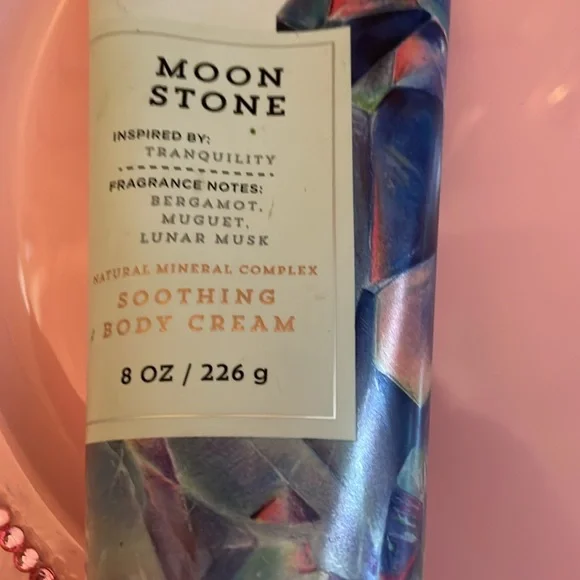 MOON
STONE
INSPIRED BY:
TRANQUILITY
FRAGRANCE NOTES:
BERGAMOT,
MUGUET,
LUNAR MUSK
NATURAL MINERAL COMPLEX
SOOTHING
BODY CREAM
8 OZ / 226 g